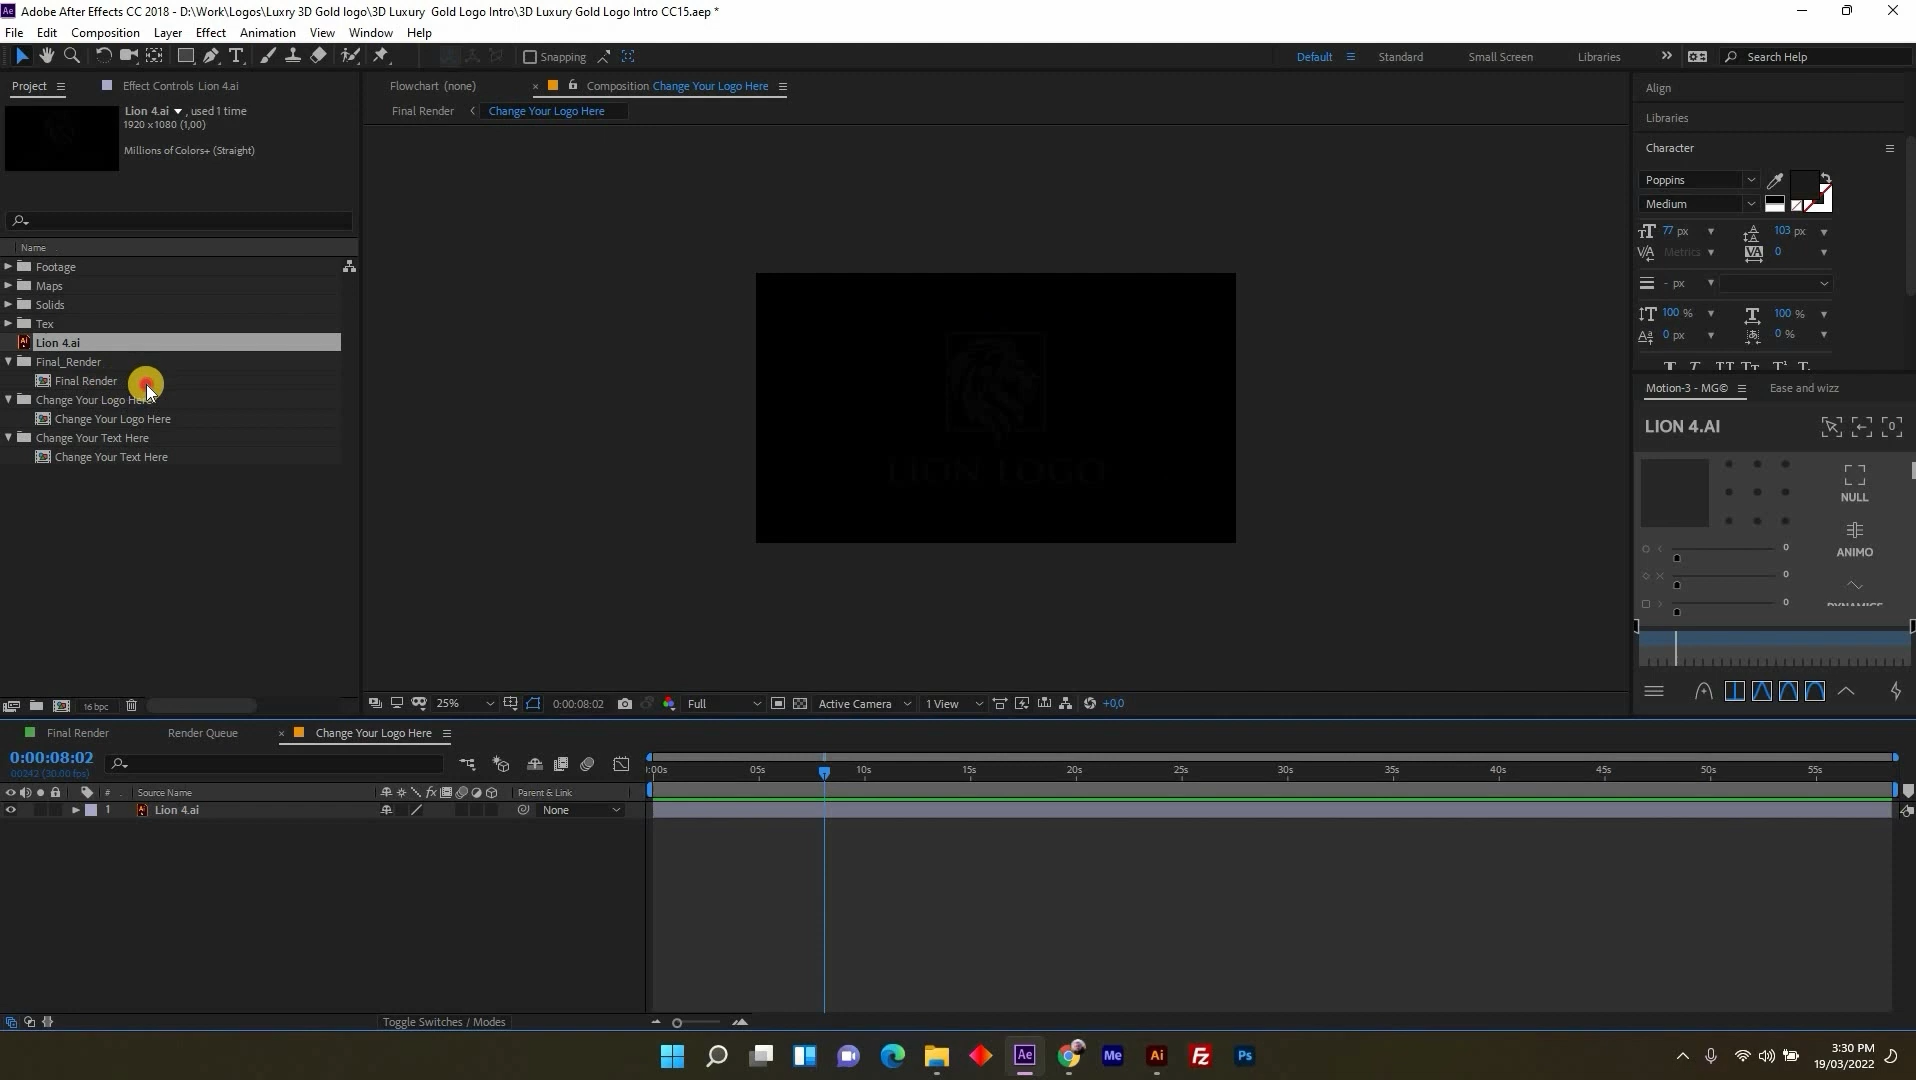 Adobe After Effects CC 2018 - D:\Work\Logos\Luxry 3D Gold logo\3D Luxury  Gold Logo Intro\3D Luxury Gold Logo Intro CC15.aep *
File Edit Composition Layer Effect Animation View Window Help
Snapping
Default Standard Small Screen Libraries
Search Help
Project
Effect Controls Lion 4.ai
Lion 4.ai , used 1 time
1920 x 1080 (1,00)
Millions of Colors+ (Straight)
Name
Footage
Maps
Solids
Tex
Lion 4.ai
Final_Render
Final Render
Change Your Logo Here
Change Your Logo Here
Change Your Text Here
Change Your Text Here
16 bpc
Flowchart (none)
Composition Change Your Logo Here
Final Render
Change Your Logo Here
LION LOGO
25%
0:00:08:02
Full
Active Camera
1 View
+0,0
Align
Libraries
Character
Poppins
Medium
77 px
103 px
Metrics
0
- px
100 %
100 %
0 px
0 %
Motion-3 - MG©
Ease and wizz
LION 4.AI
NULL
ANIMO
0
0
0
Final Render
Render Queue
Change Your Logo Here
0:00:08:02
00242 (30.00 fps)
:00s 05s 10s 15s 20s 25s 30s 35s 40s 45s 50s 55s
# Source Name
Parent & Link
1 Lion 4.ai
None
Toggle Switches / Modes
Ae
Me
Ai
Fz
Ps
3:30 PM
19/03/2022